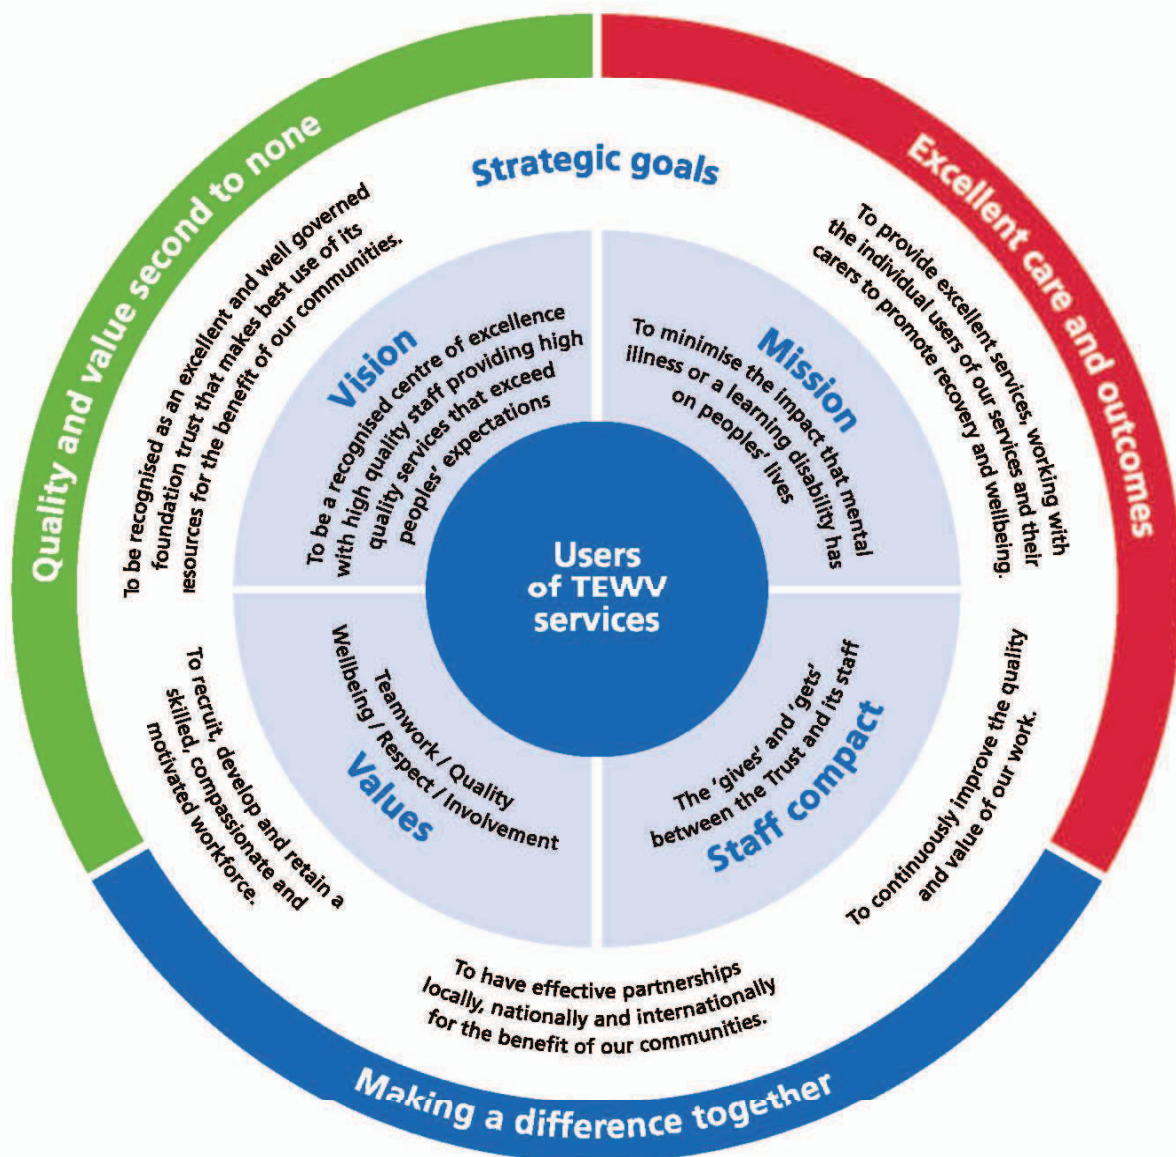 Quality and value second to none
Excellent care and outcomes
Making a difference together
Strategic goals
To provide excellent services, working with
the individual users of our services and their
carers to promote recovery and wellbeing.
To continuously improve the quality
and value of our work.
To have effective partnerships
locally, nationally and internationally
for the benefit of our communities.
To recruit, develop and retain a
skilled, compassionate and
motivated workforce.
To be recognised as an excellent and well governed
foundation trust that makes best use of its
resources for the benefit of our communities.
Vision
To be a recognised centre of excellence
with high quality staff providing high
quality services that exceed
peoples' expectations
Mission
To minimise the impact that mental
illness or a learning disability has
on peoples' lives
Users
of TEWV
services
Teamwork / Quality
Wellbeing / Respect / Involvement
Values
The 'gives' and 'gets'
between the Trust and its staff
Staff compact